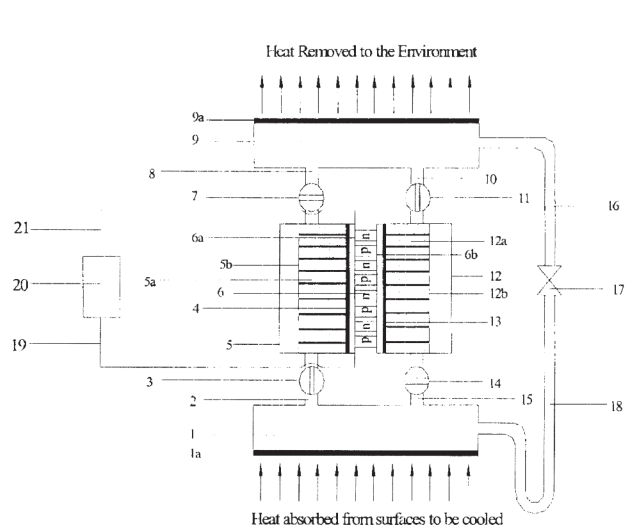 Heat Removed to the Environment
9a
9
8
10
7
11
16
21
6a
n
12a
5b
p
6b
20
5a
n
12
17
6
p
12b
4
n
13
p
19
5
n
p
3
14
2
15
18
1
1a
Heat absorbed from surfaces to be cooled